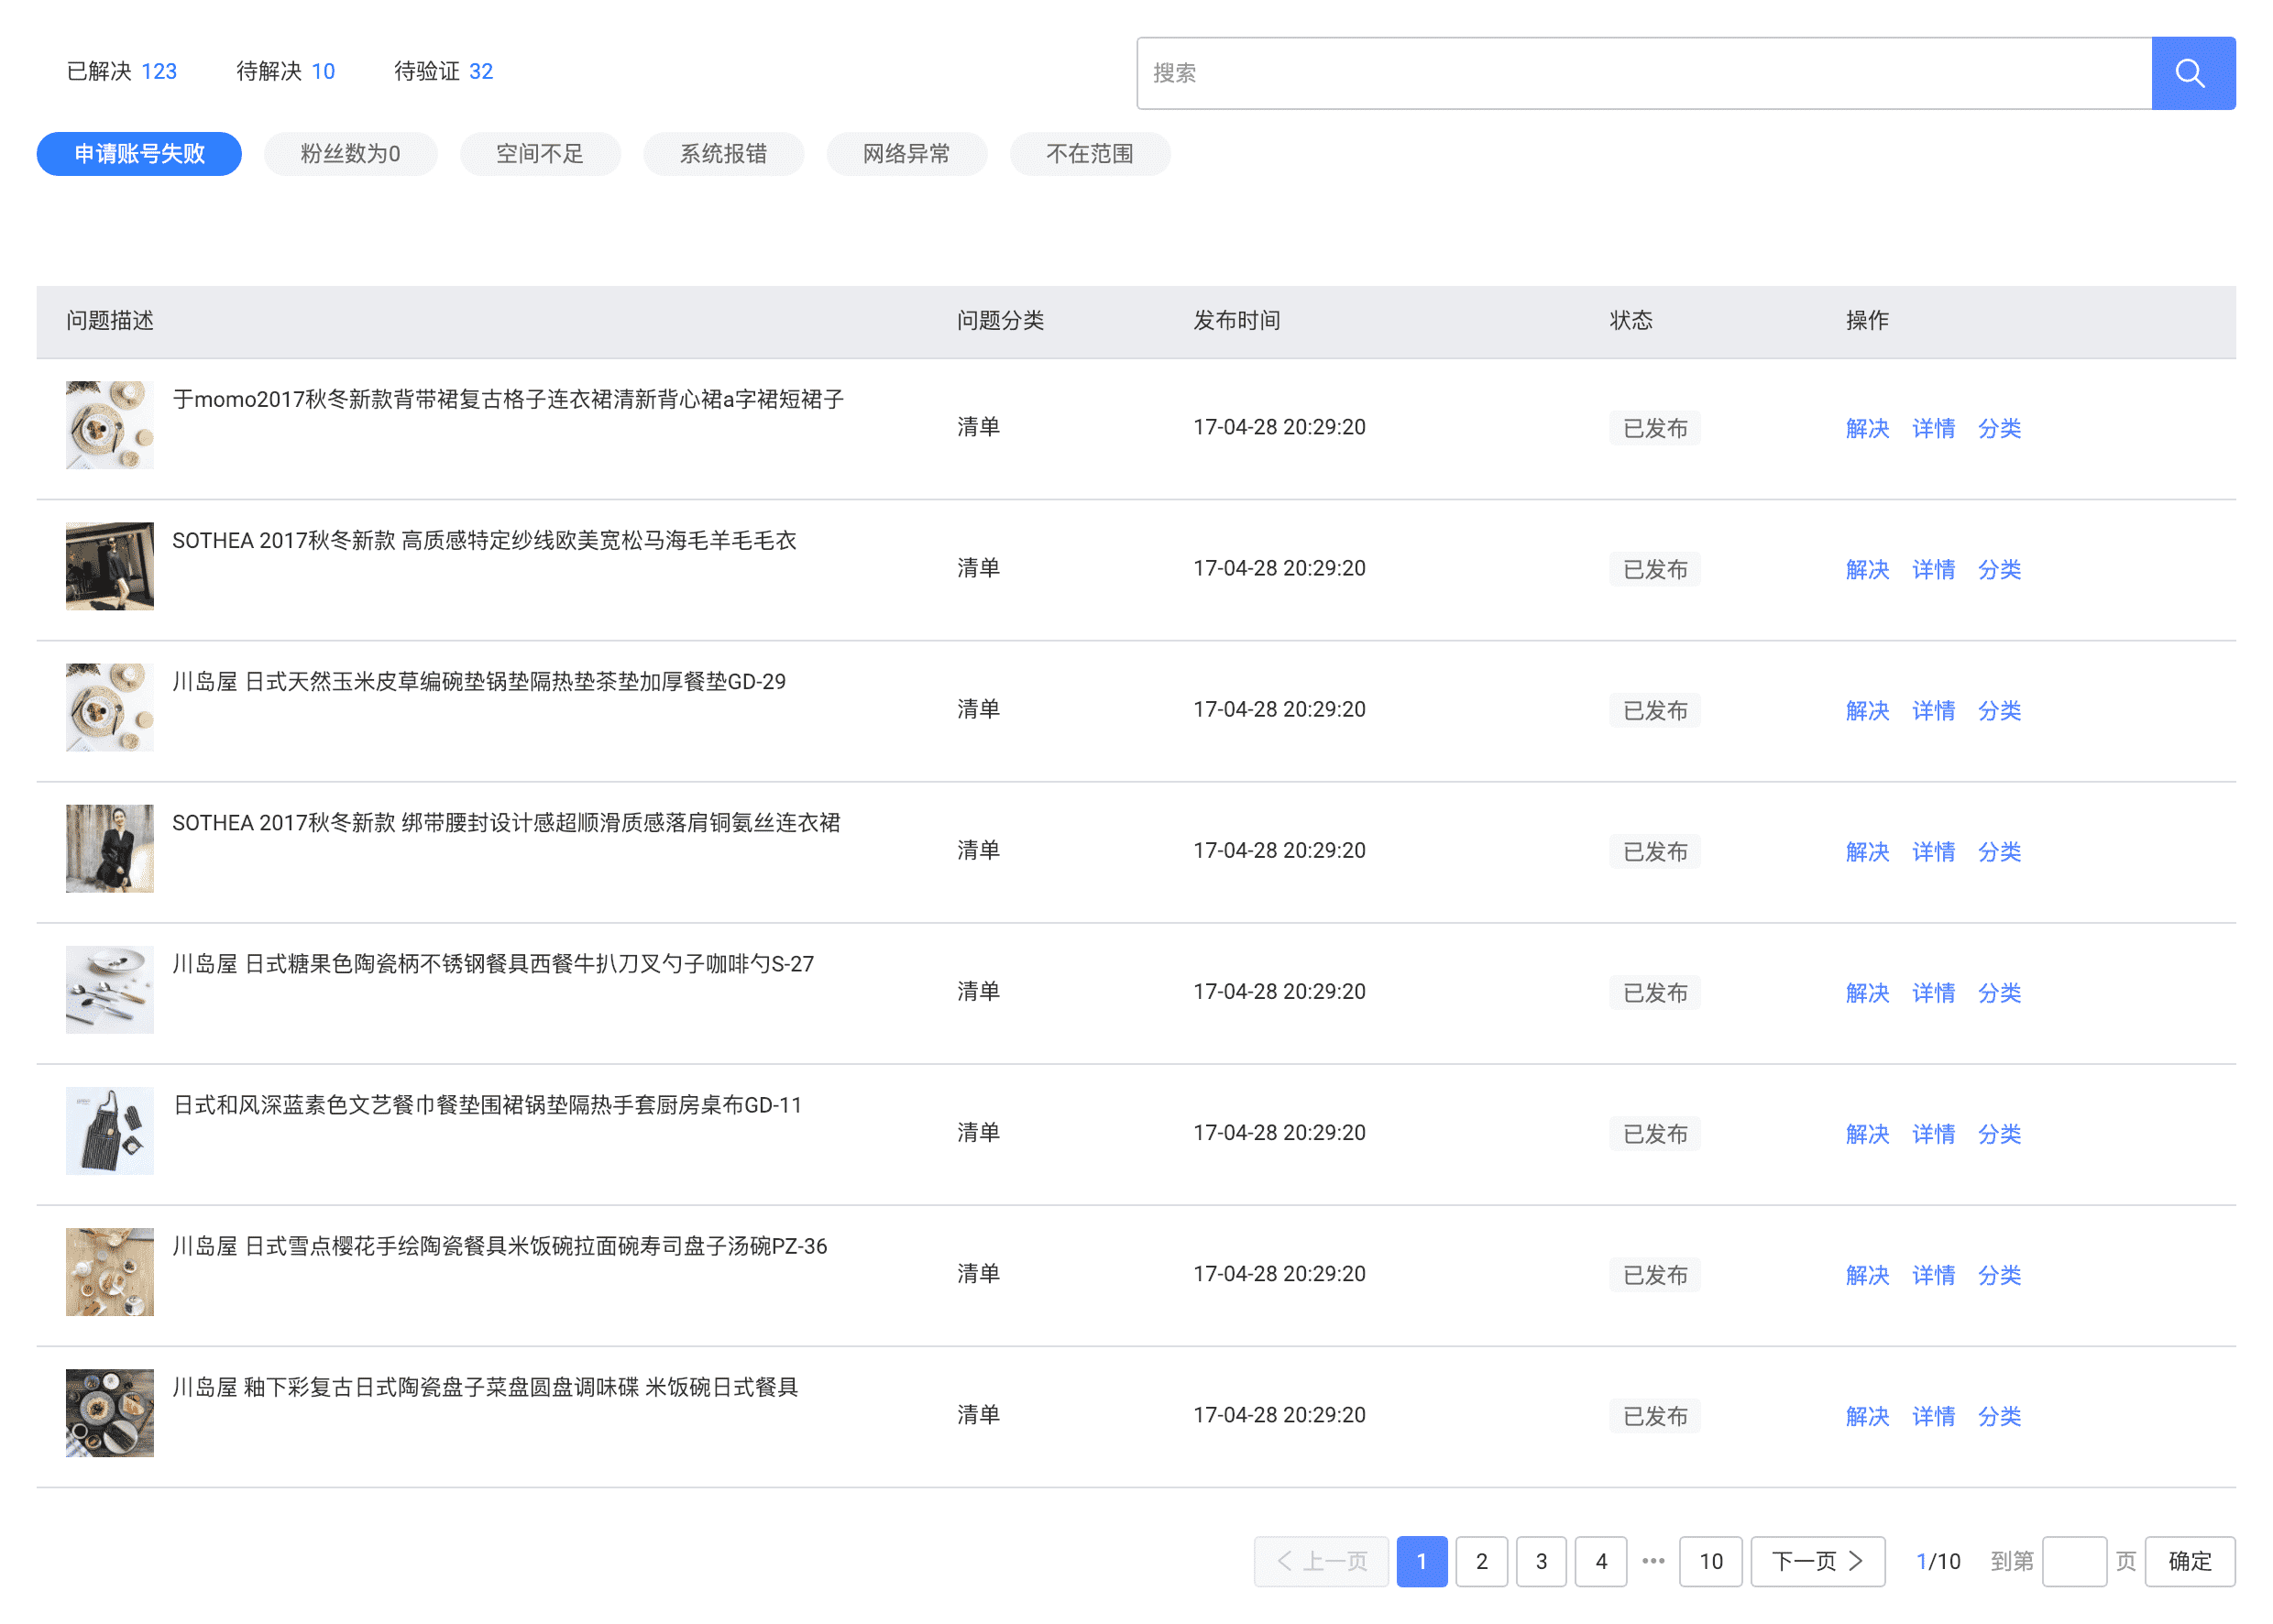 已解决 123 待解决 10 待验证 32
搜索
申请账号失败 粉丝数为0 空间不足 系统报错 网络异常 不在范围
问题描述 问题分类 发布时间 状态 操作
于momo2017秋冬新款背带裙复古格子连衣裙清新背心裙a字裙短裙子
清单 17-04-28 20:29:20 已发布 解决 详情 分类
SOTHEA 2017秋冬新款 高质感特定纱线欧美宽松马海毛羊毛毛衣
清单 17-04-28 20:29:20 已发布 解决 详情 分类
川岛屋 日式天然玉米皮草编碗垫锅垫隔热垫茶垫加厚餐垫GD-29
清单 17-04-28 20:29:20 已发布 解决 详情 分类
SOTHEA 2017秋冬新款 绑带腰封设计感超顺滑质感落肩铜氨丝连衣裙
清单 17-04-28 20:29:20 已发布 解决 详情 分类
川岛屋 日式糖果色陶瓷柄不锈钢餐具西餐牛扒刀叉勺子咖啡勺S-27
清单 17-04-28 20:29:20 已发布 解决 详情 分类
日式和风深蓝素色文艺餐巾餐垫围裙锅垫隔热手套厨房桌布GD-11
清单 17-04-28 20:29:20 已发布 解决 详情 分类
川岛屋 日式雪点樱花手绘陶瓷餐具米饭碗拉面碗寿司盘子汤碗PZ-36
清单 17-04-28 20:29:20 已发布 解决 详情 分类
川岛屋 釉下彩复古日式陶瓷盘子菜盘圆盘调味碟 米饭碗日式餐具
清单 17-04-28 20:29:20 已发布 解决 详情 分类
上一页 1 2 3 4 ••• 10 下一页 1/10 到第 页 确定